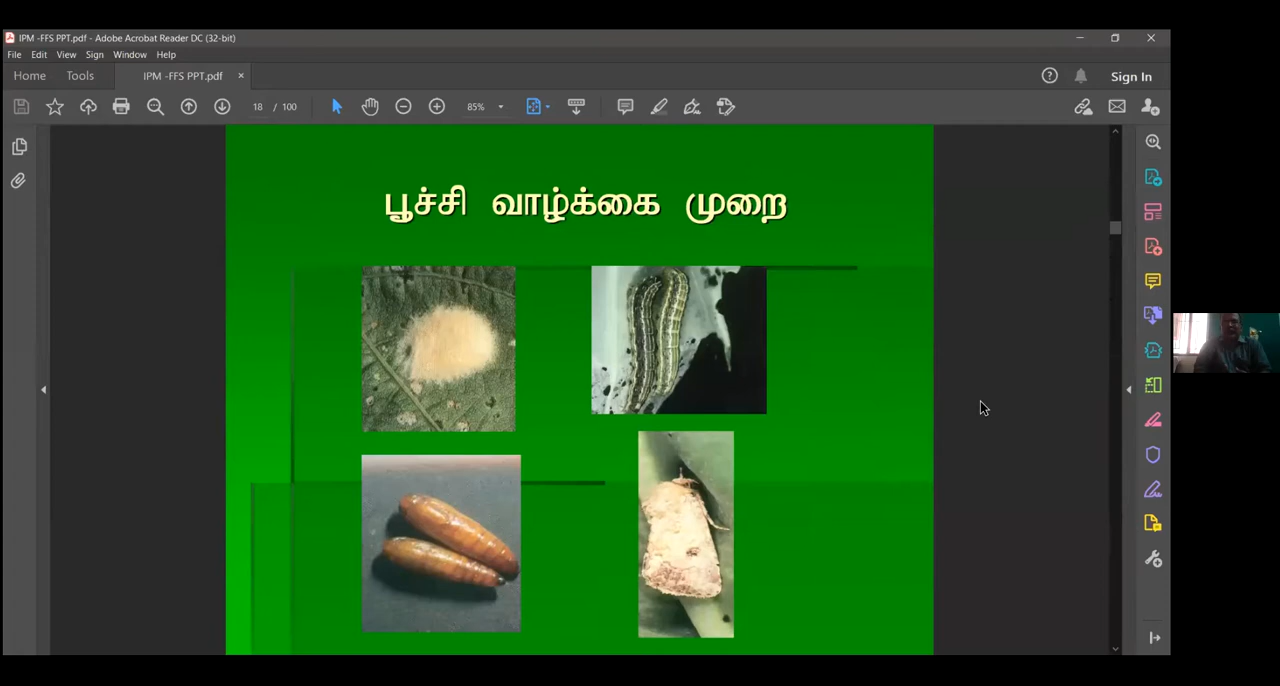 IPM -FFS PPT.pdf - Adobe Acrobat Reader DC (32-bit)
File Edit View Sign Window Help
Home Tools IPM -FFS PPT.pdf × Sign In
18 / 100 85%
பூச்சி வாழ்க்கை முறை